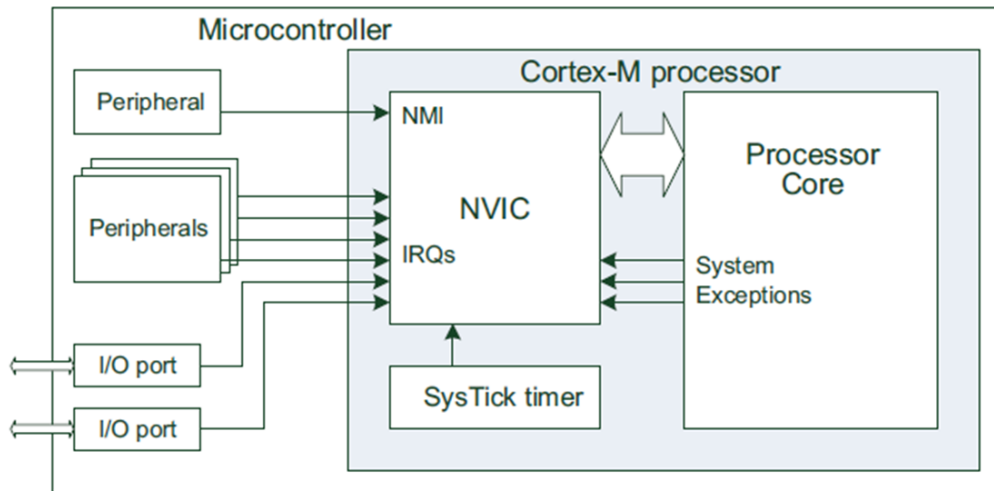 Microcontroller
Cortex-M processor
Peripheral
NMI
Processor
Core
NVIC
Peripherals
IRQs
System
Exceptions
I/O port
SysTick timer
I/O port